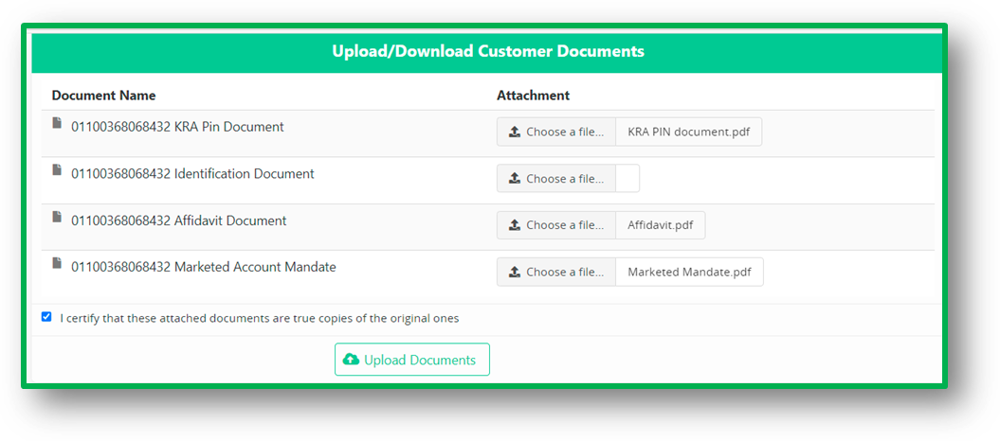 Upload/Download Customer Documents
Document Name Attachment
01100368068432 KRA Pin Document Choose a file... KRA PIN document.pdf
01100368068432 Identification Document Choose a file...
01100368068432 Affidavit Document Choose a file... Affidavit.pdf
01100368068432 Marketed Account Mandate Choose a file... Marketed Mandate.pdf
I certify that these attached documents are true copies of the original ones
Upload Documents